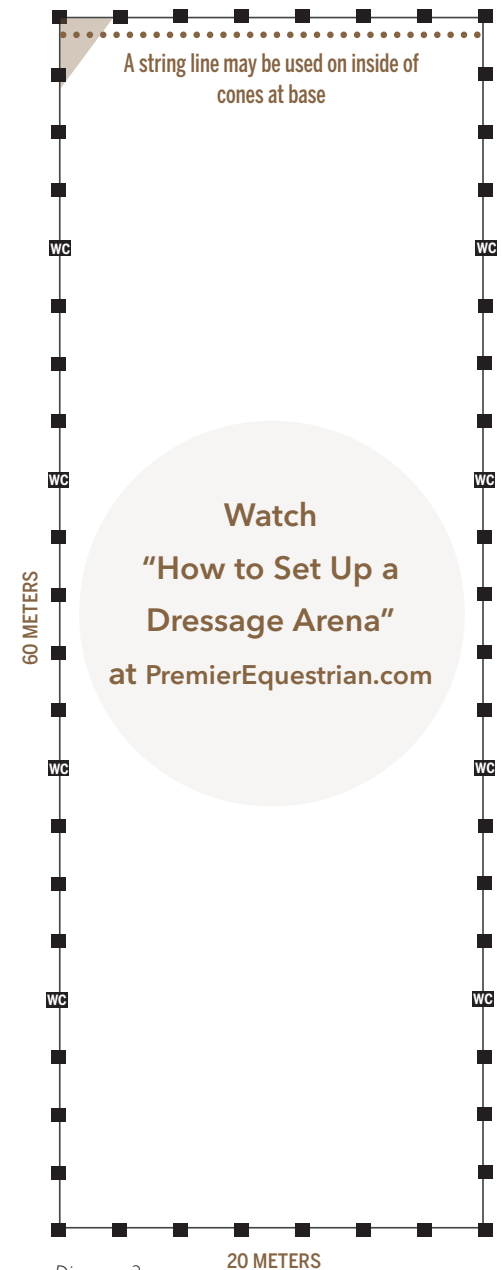 A string line may be used on inside of
cones at base
WC WC
WC WC
Watch
“How to Set Up a
Dressage Arena”
at PremierEquestrian.com
60 METERS
WC WC
WC WC
20 METERS